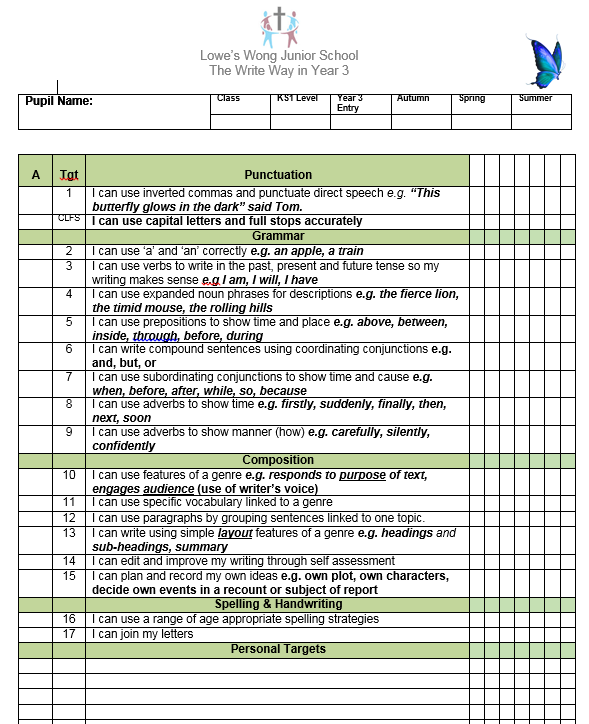 Lowe's Wong Junior School
The Write Way in Year 3
Pupil Name:
Class
KS1 Level
Year 3
Entry
Autumn
Spring
Summer
A
Tgt
Punctuation
1
I can use inverted commas and punctuate direct speech e.g. “This
butterfly glows in the dark” said Tom.
CLFS
I can use capital letters and full stops accurately
Grammar
2
I can use ‘a’ and ‘an’ correctly e.g. an apple, a train
3
I can use verbs to write in the past, present and future tense so my
writing makes sense e.g I am, I will, I have
4
I can use expanded noun phrases for descriptions e.g. the fierce lion,
the timid mouse, the rolling hills
5
I can use prepositions to show time and place e.g. above, between,
inside, through, before, during
6
I can write compound sentences using coordinating conjunctions e.g.
and, but, or
7
I can use subordinating conjunctions to show time and cause e.g.
when, before, after, while, so, because
8
I can use adverbs to show time e.g. firstly, suddenly, finally, then,
next, soon
9
I can use adverbs to show manner (how) e.g. carefully, silently,
confidently
Composition
10
I can use features of a genre e.g. responds to purpose of text,
engages audience (use of writer's voice)
11
I can use specific vocabulary linked to a genre
12
I can use paragraphs by grouping sentences linked to one topic.
13
I can write using simple layout features of a genre e.g. headings and
sub-headings, summary
14
I can edit and improve my writing through self assessment
15
I can plan and record my own ideas e.g. own plot, own characters,
decide own events in a recount or subject of report
Spelling & Handwriting
16
I can use a range of age appropriate spelling strategies
17
I can join my letters
Personal Targets